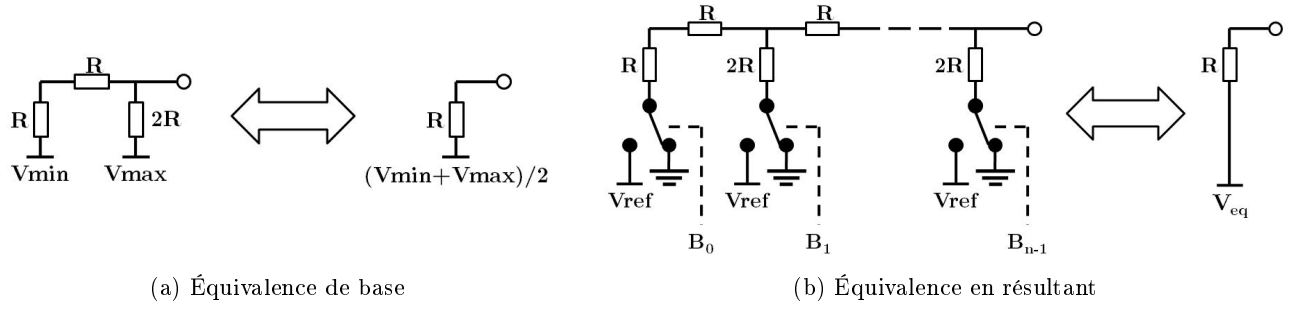 R
R
2R
Vmin
Vmax
R
(Vmin+Vmax)/2
R
R
R
2R
2R
Vref
Vref
Vref
B0
B1
Bn-1
R
Veq
(a) Équivalence de base
(b) Équivalence en résultant